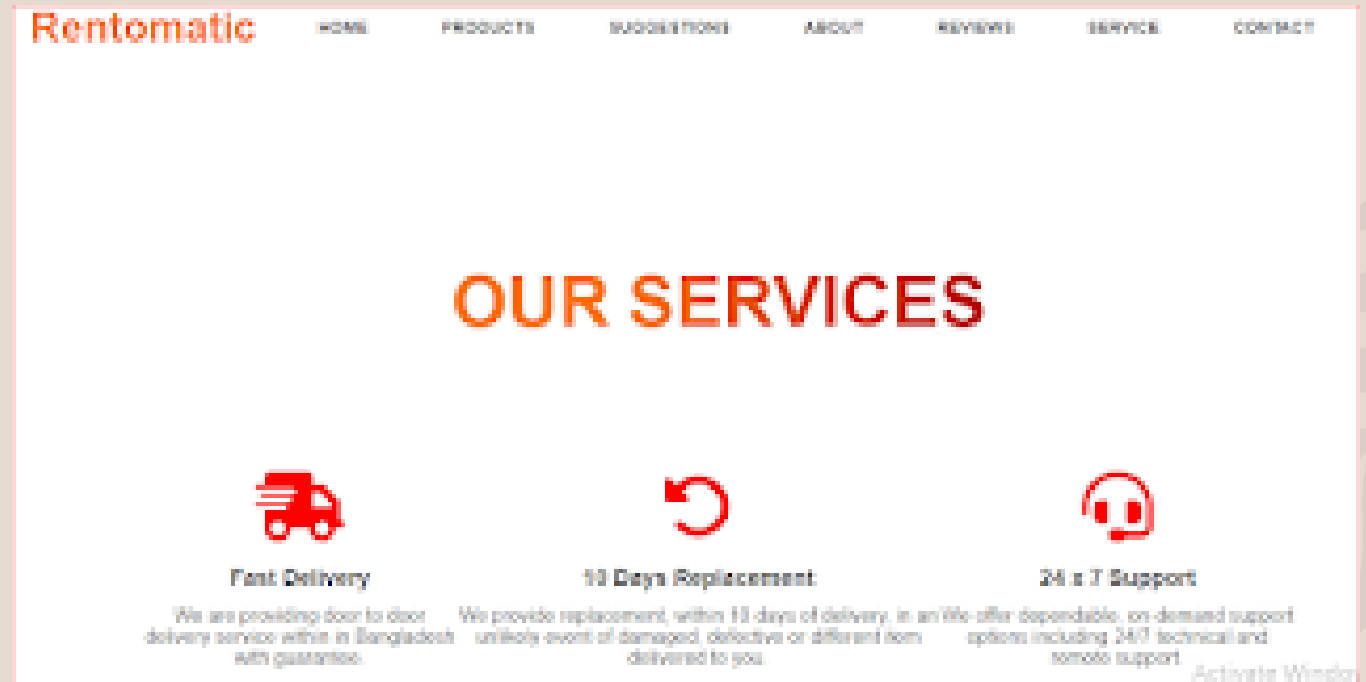 Rentomatic HOME PRODUCTS SUGGESTIONS ABOUT REVIEWS SERVICE CONTACT
OUR SERVICES
Fast Delivery
We are providing door to door
delivery service within in Bangladesh
with guarantee.
10 Days Replacement
We provide replacement, within 10 days of delivery, in an
unlikely event of damaged, defective or different item
delivered to you.
24 x 7 Support
We offer dependable, on-demand support
options including 24/7 technical and
remote support.
Activate Window